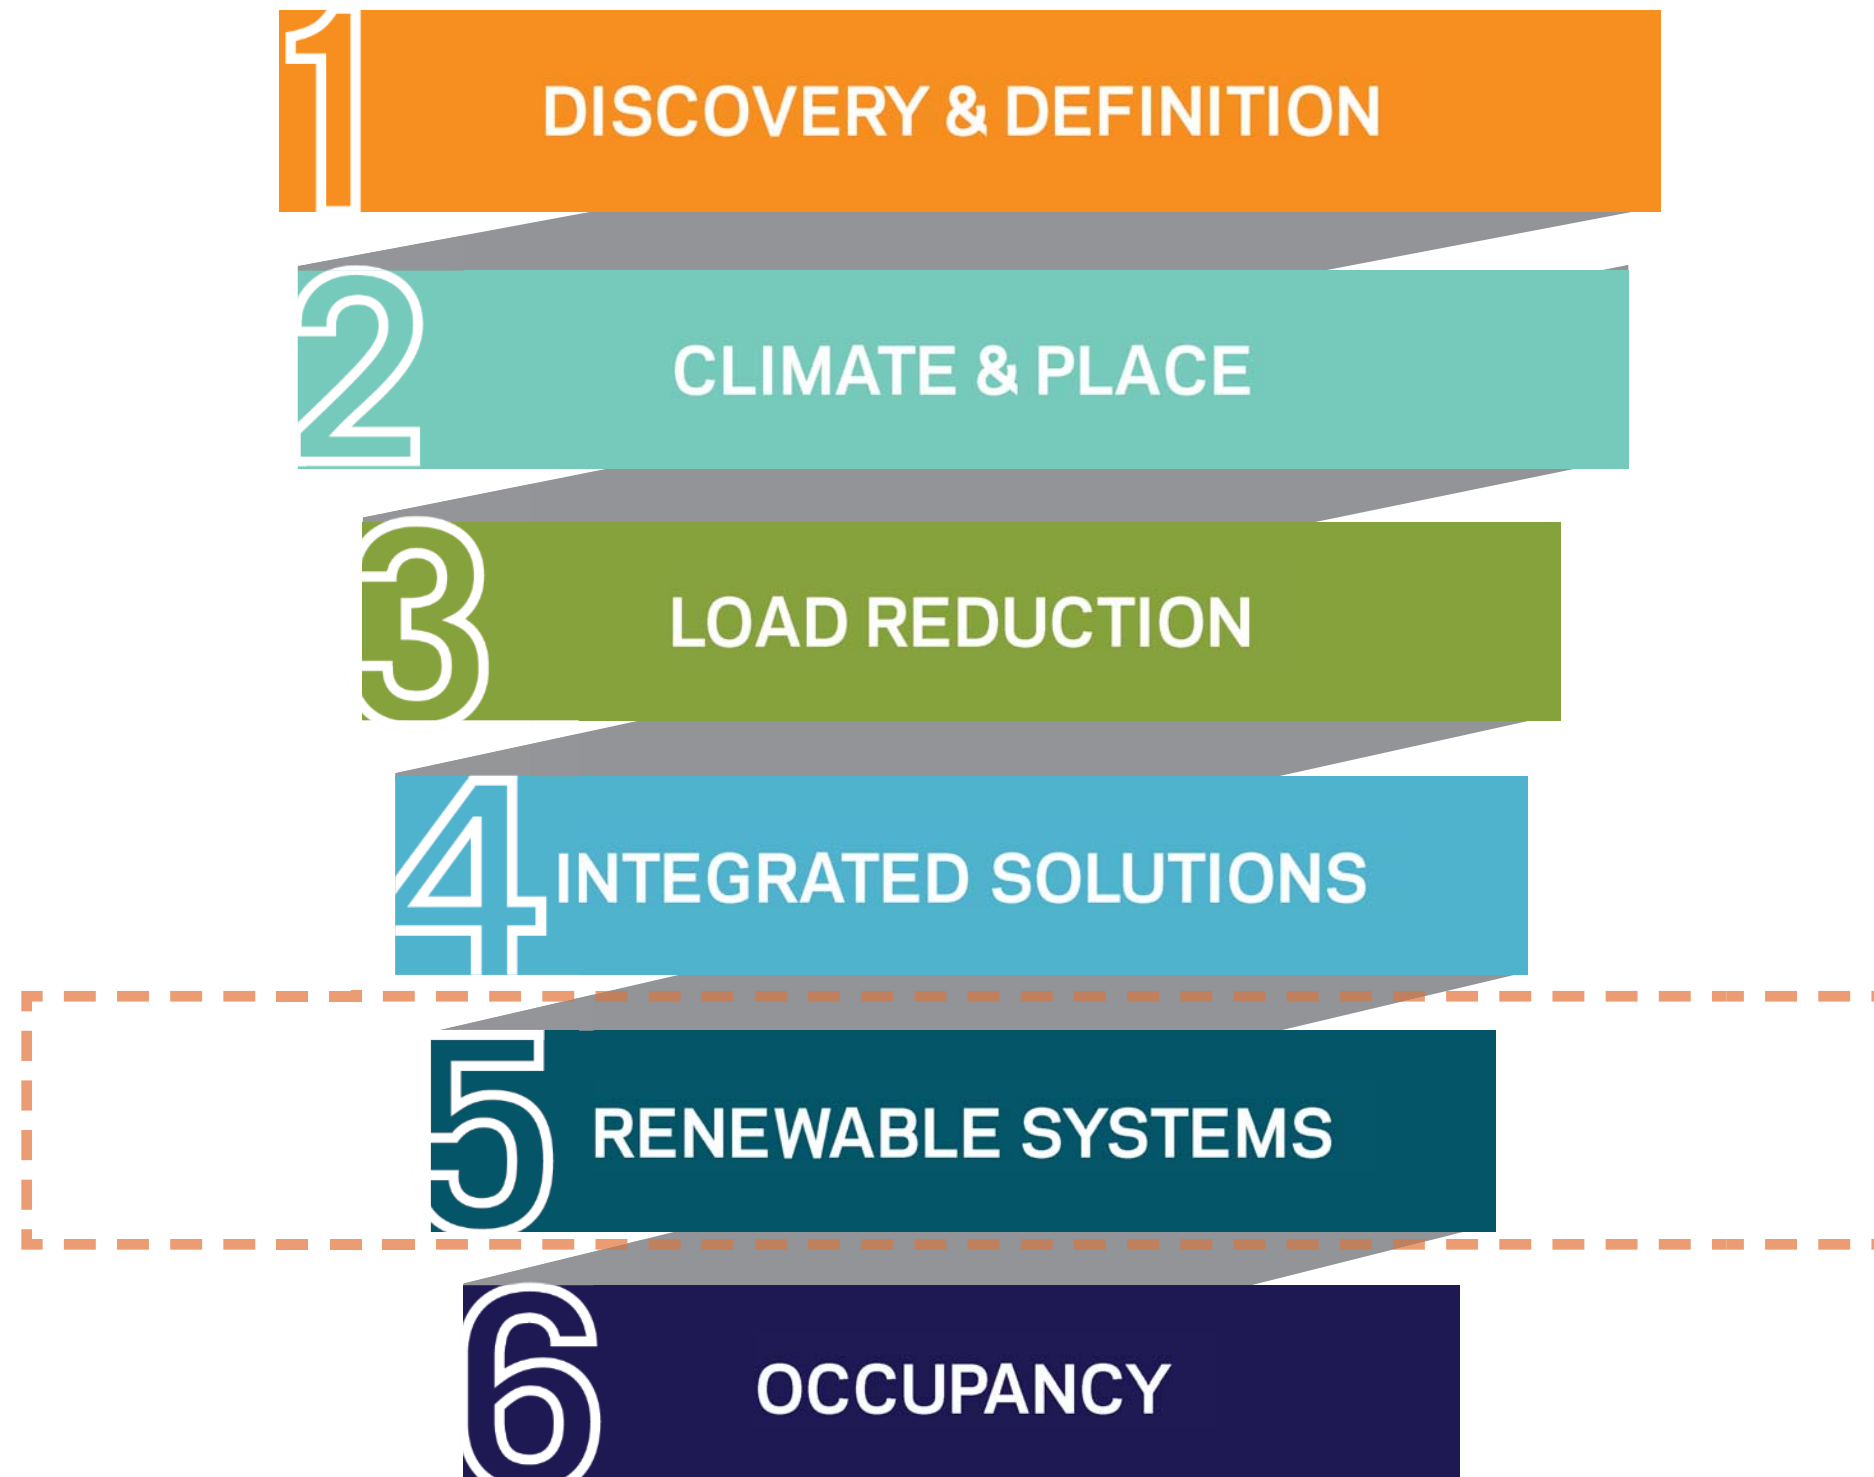 1 DISCOVERY & DEFINITION
2 CLIMATE & PLACE
3 LOAD REDUCTION
4 INTEGRATED SOLUTIONS
5 RENEWABLE SYSTEMS
6 OCCUPANCY